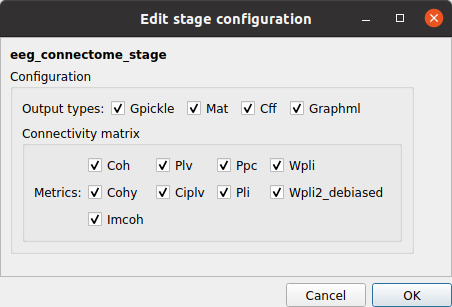 Edit stage configuration
eeg_connectome_stage
Configuration
Output types: Gpickle Mat Cff Graphml
Connectivity matrix
Coh Plv Ppc Wpli
Metrics: Cohy Ciplv Pli Wpli2_debiased
Imcoh
Cancel OK